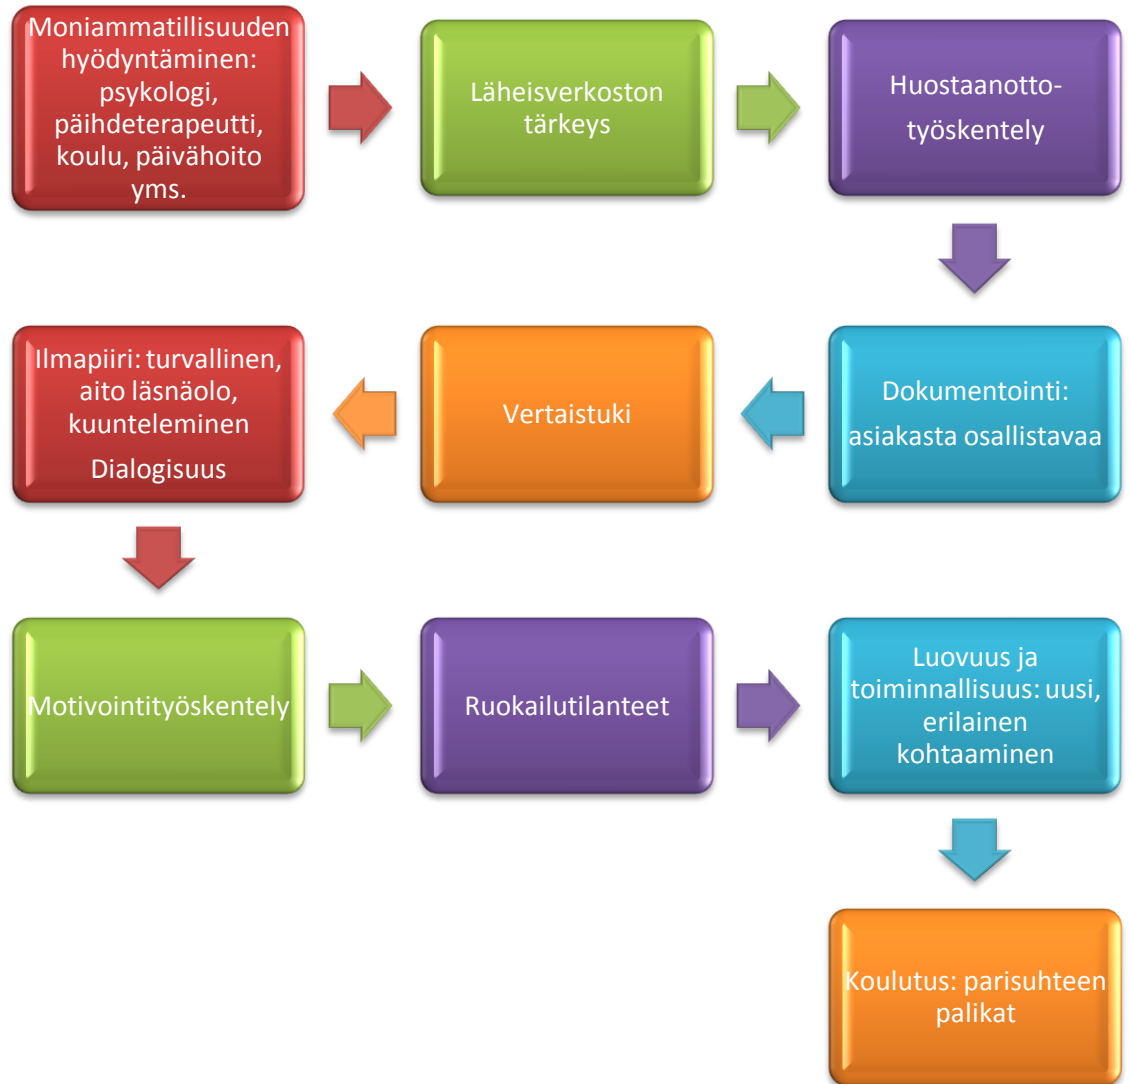 Moniammatillisuuden
hyödyntäminen:
psykologi,
päihdeterapeutti,
koulu, päivähoito
yms.
Läheisverkoston
tärkeys
Huostaanotto-
työskentely
Dokumentointi:
asiakasta osallistavaa
Vertaistuki
Ilmapiiri: turvallinen,
aito läsnäolo,
kuunteleminen
Dialogisuus
Motivointityöskentely
Ruokailutilanteet
Luovuus ja
toiminnallisuus: uusi,
erilainen
kohtaaminen
Koulutus: parisuhteen
palikat